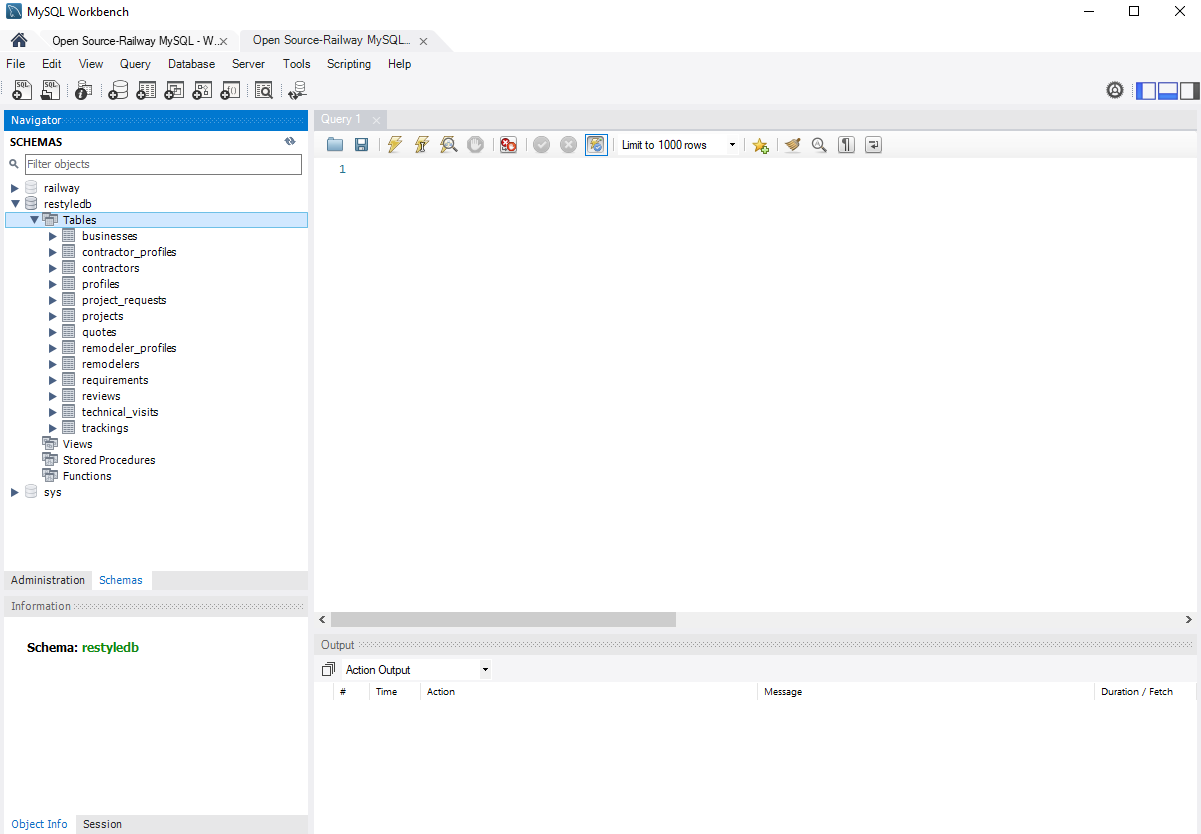 MySQL Workbench
Open Source-Railway MySQL - W...
Open Source-Railway MySQL...
File Edit View Query Database Server Tools Scripting Help
SQL SQL
Navigator
SCHEMAS
Filter objects
railway
restyledb
Tables
businesses
contractor_profiles
contractors
profiles
project_requests
projects
quotes
remodeler_profiles
remodelers
requirements
reviews
technical_visits
trackings
Views
Stored Procedures
Functions
sys
Administration Schemas
Information
Schema: restyledb
Object Info Session
Query 1
Limit to 1000 rows
1
Output
Action Output
# Time Action Message Duration / Fetch